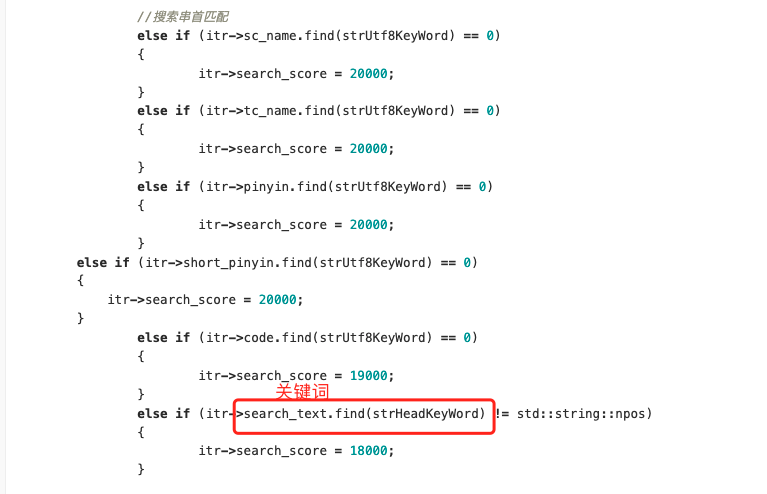 //搜索串首匹配
else if (itr->sc_name.find(strUtf8KeyWord) == 0)
{
itr->search_score = 20000;
}
else if (itr->tc_name.find(strUtf8KeyWord) == 0)
{
itr->search_score = 20000;
}
else if (itr->pinyin.find(strUtf8KeyWord) == 0)
{
itr->search_score = 20000;
}
else if (itr->short_pinyin.find(strUtf8KeyWord) == 0)
{
itr->search_score = 20000;
}
else if (itr->code.find(strUtf8KeyWord) == 0)
{
itr->search_score = 19000;
}
关键词
else if (itr->search_text.find(strHeadKeyWord) != std::string::npos)
{
itr->search_score = 18000;
}